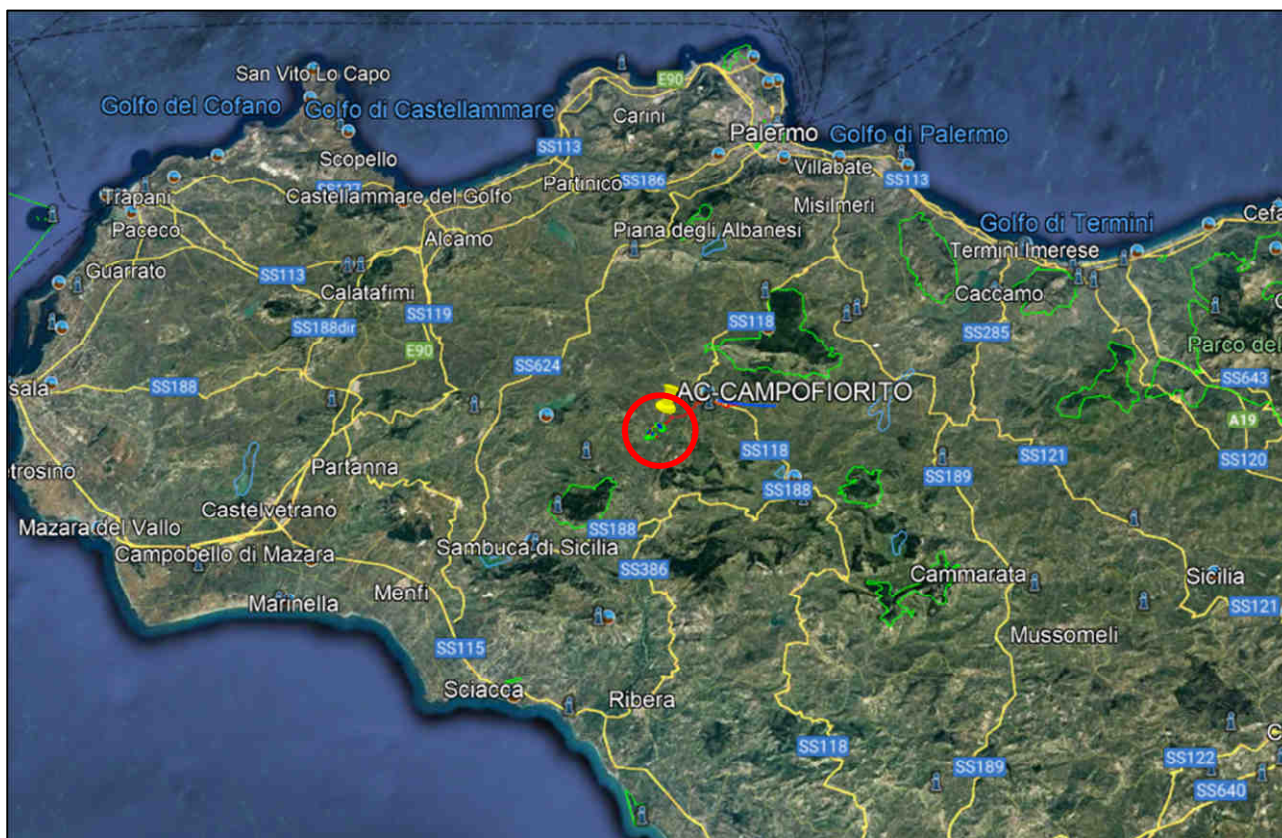 San Vito Lo Capo
E90
Golfo del Cofano
Golfo di Castellammare
Carini
Palermo
Golfo di Palermo
SS113
Scopello
Villabate
SS113
Partinico
SS186
Castellammare del Golfo
Trapani
Misilmeri
Paceco
Alcamo
Piana degli Albanesi
Golfo di Termini
Cefa
Termini Imerese
Guarrato
SS113
Calatafimi
Caccamo
SS188dir
SS119
SS118
SS285
E90
Parco del
SS624
SS643
sala
SS188
AC-CAMPOFIORITO
A19
SS118
SS121
SS120
etrosino
Partanna
SS188
SS189
Castelvetrano
Mazara del Vallo
SS188
Campobello di Mazara
Sambuca di Sicilia
SS386
Cammarata
Sicilia
Menfi
Marinella
SS121
Mussomeli
SS115
Sciacca
Ribera
SS118
SS189
SS122
SS640